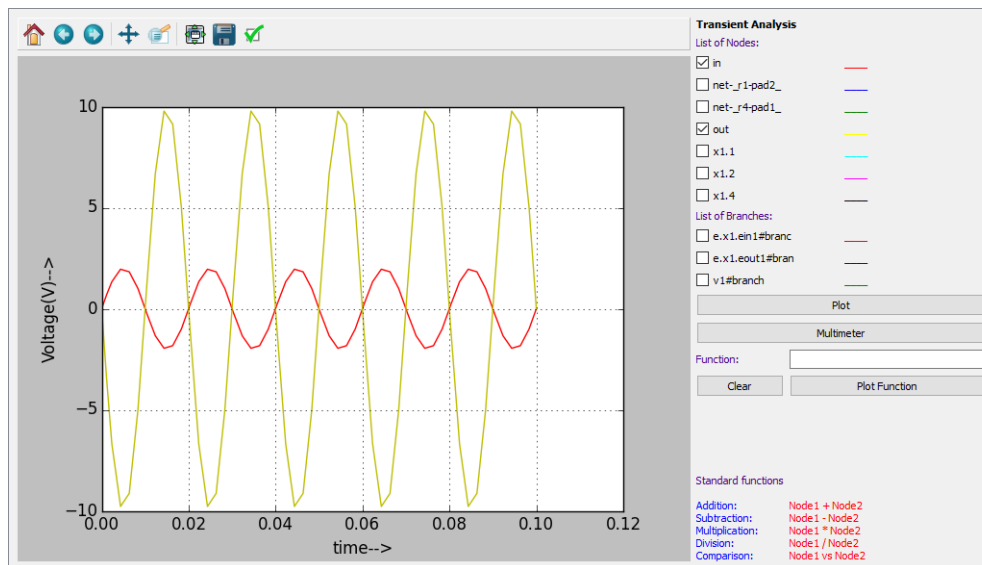 Transient Analysis
List of Nodes:
in
net-_r1-pad2_
net-_r4-pad1_
out
x1.1
x1.2
x1.4
List of Branches:
e.x1.ein1#branc
e.x1.eout1#bran
v1#branch
Plot
Multimeter
Function:
Clear Plot Function
Standard functions
Addition: Node1 + Node2
Subtraction: Node1 - Node2
Multiplication: Node1 * Node2
Division: Node1 / Node2
Comparison: Node1 vs Node2
10
5
0
−5
−10
Voltage(V)-->
0.00 0.02 0.04 0.06 0.08 0.10 0.12
time-->